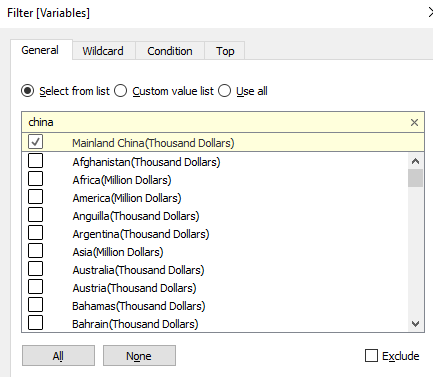 Filter [Variables]
General Wildcard Condition Top
Select from list Custom value list Use all
china
Mainland China(Thousand Dollars)
Afghanistan(Thousand Dollars)
Africa(Million Dollars)
America(Million Dollars)
Anguilla(Thousand Dollars)
Argentina(Thousand Dollars)
Asia(Million Dollars)
Australia(Thousand Dollars)
Austria(Thousand Dollars)
Bahamas(Thousand Dollars)
Bahrain(Thousand Dollars)
All None Exclude